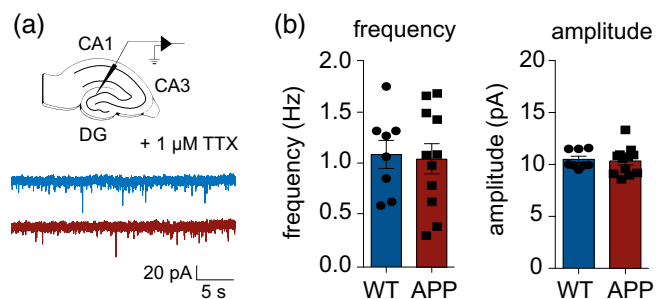 (a)
CA1
CA3
DG
+ 1 µM TTX
20 pA
5 s
(b)
frequency
frequency (Hz)
2.0
1.5
1.0
0.5
0.0
WT APP
amplitude
amplitude (pA)
20
15
10
5
0
WT APP